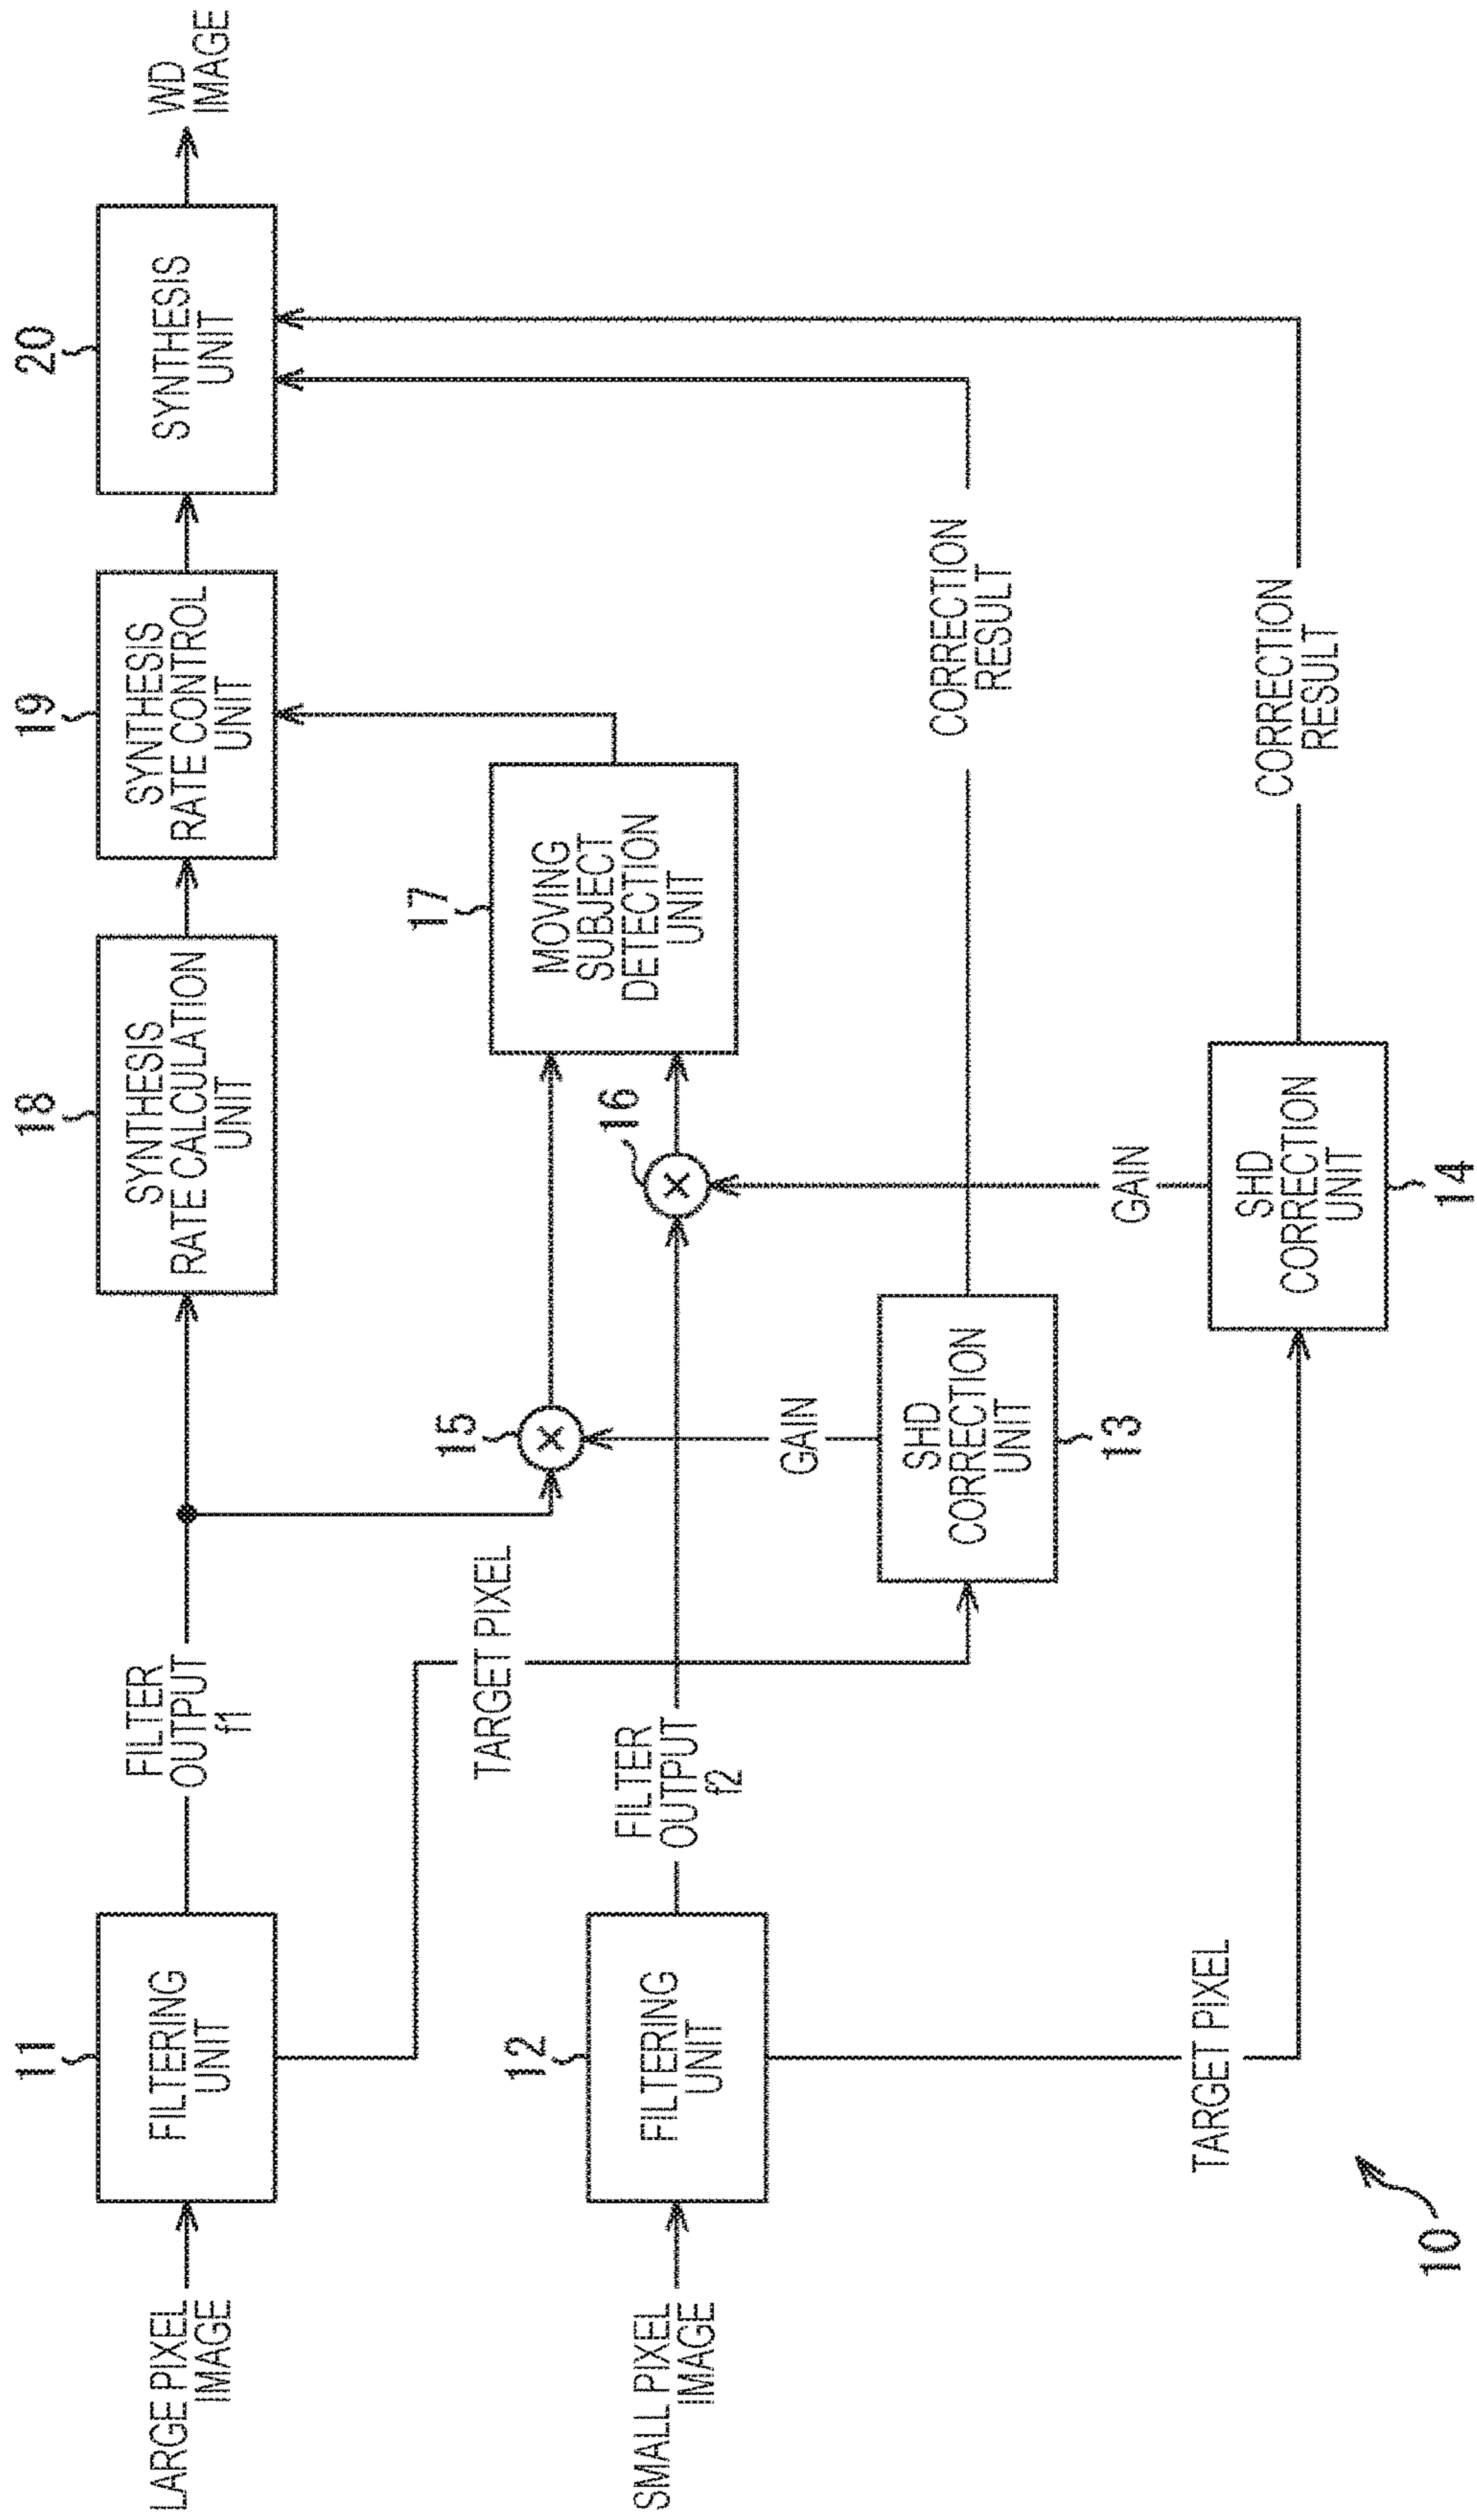 LARGE PIXEL
IMAGE
11
FILTERING
UNIT
FILTER
OUTPUT
f1
18
SYNTHESIS
RATE CALCULATION
UNIT
19
SYNTHESIS
RATE CONTROL
UNIT
20
SYNTHESIS
UNIT
WD
IMAGE
TARGET PIXEL
15
×
17
MOVING
SUBJECT
DETECTION
UNIT
SMALL PIXEL
IMAGE
12
FILTERING
UNIT
FILTER
OUTPUT
f2
16
×
GAIN
SHD
CORRECTION
UNIT
13
CORRECTION
RESULT
TARGET PIXEL
GAIN
SHD
CORRECTION
UNIT
14
CORRECTION
RESULT
10